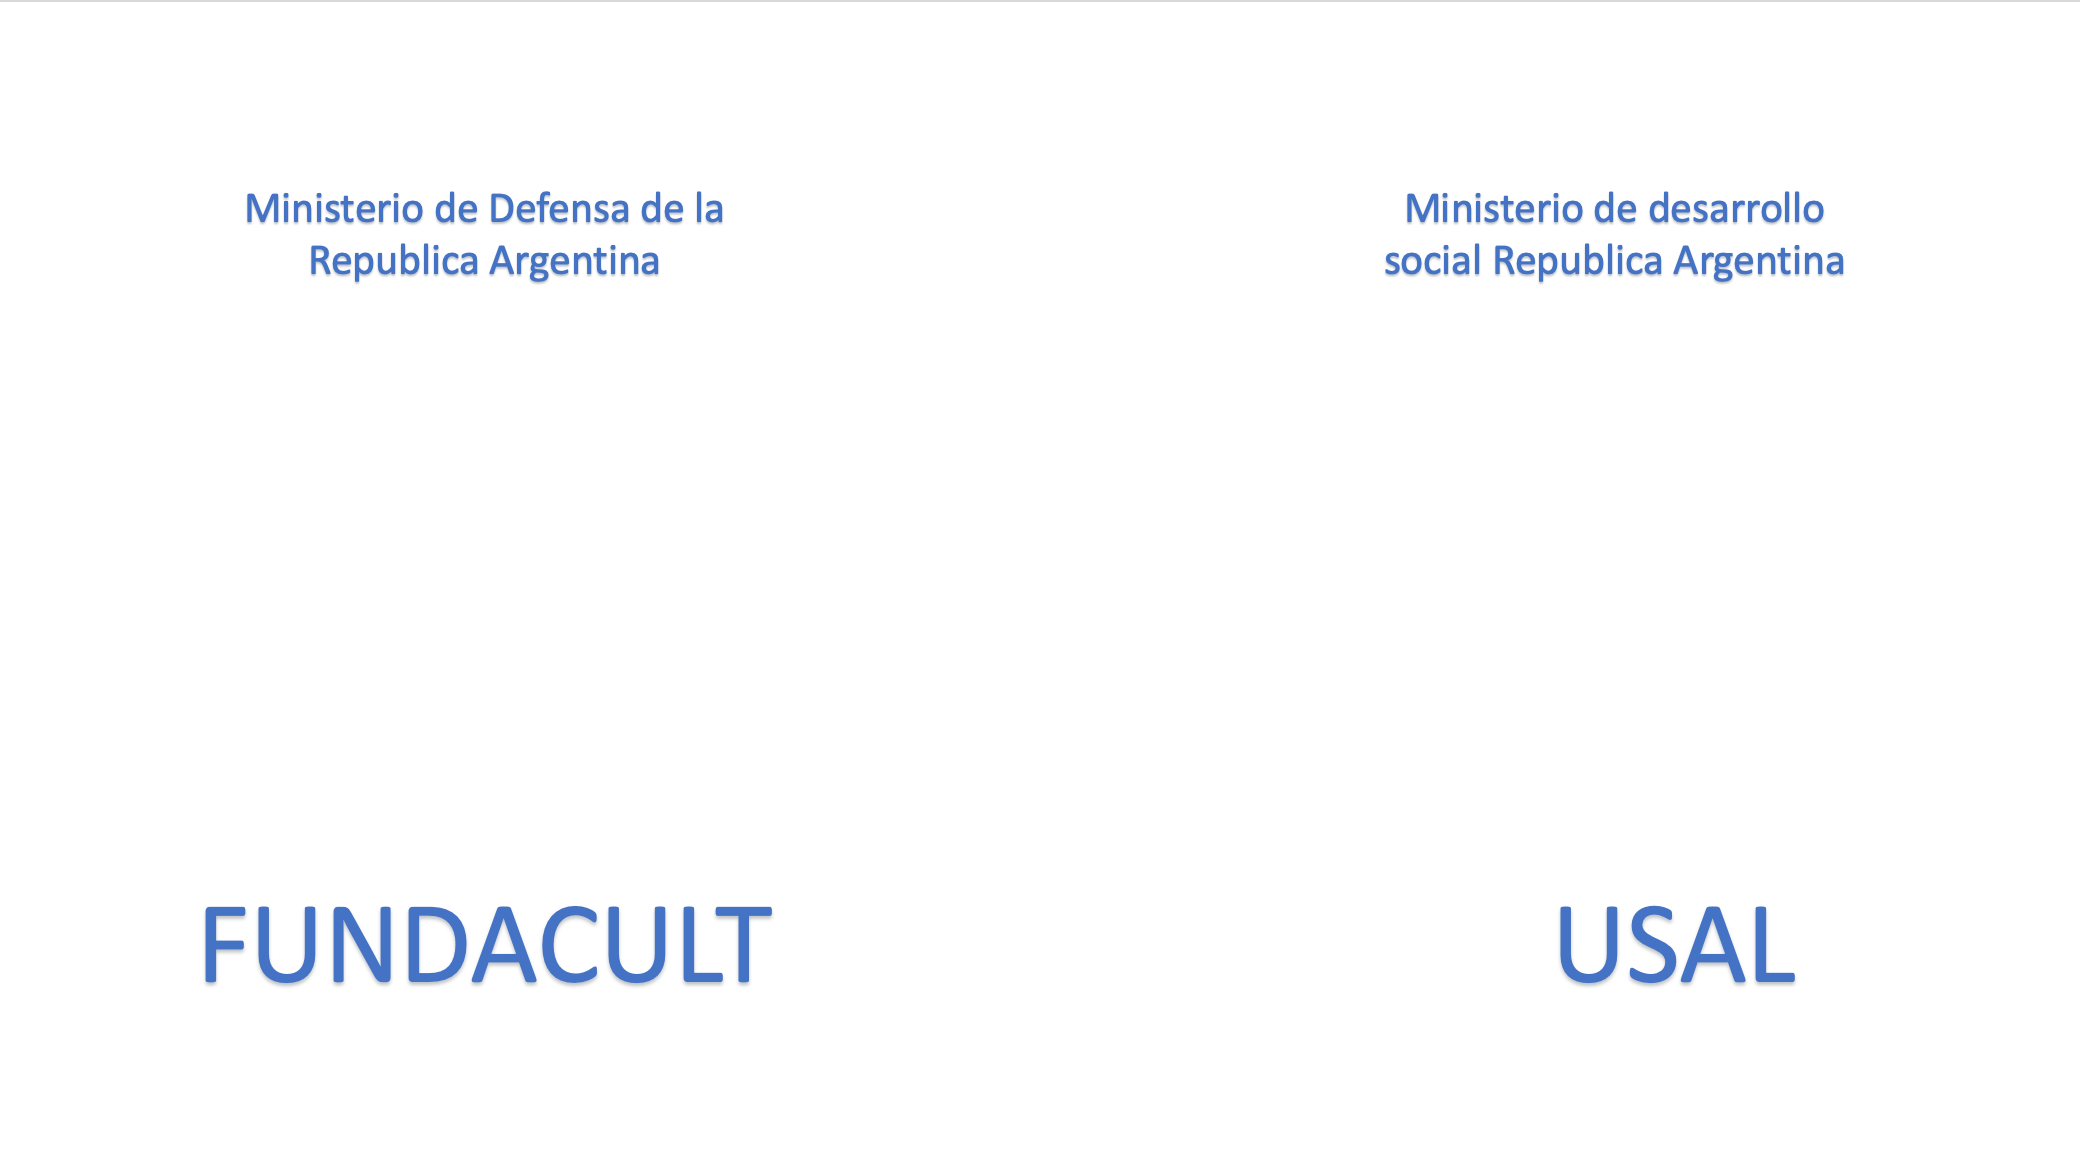 Ministerio de Defensa de la
Republica Argentina
Ministerio de desarrollo
social Republica Argentina
FUNDACULT
USAL